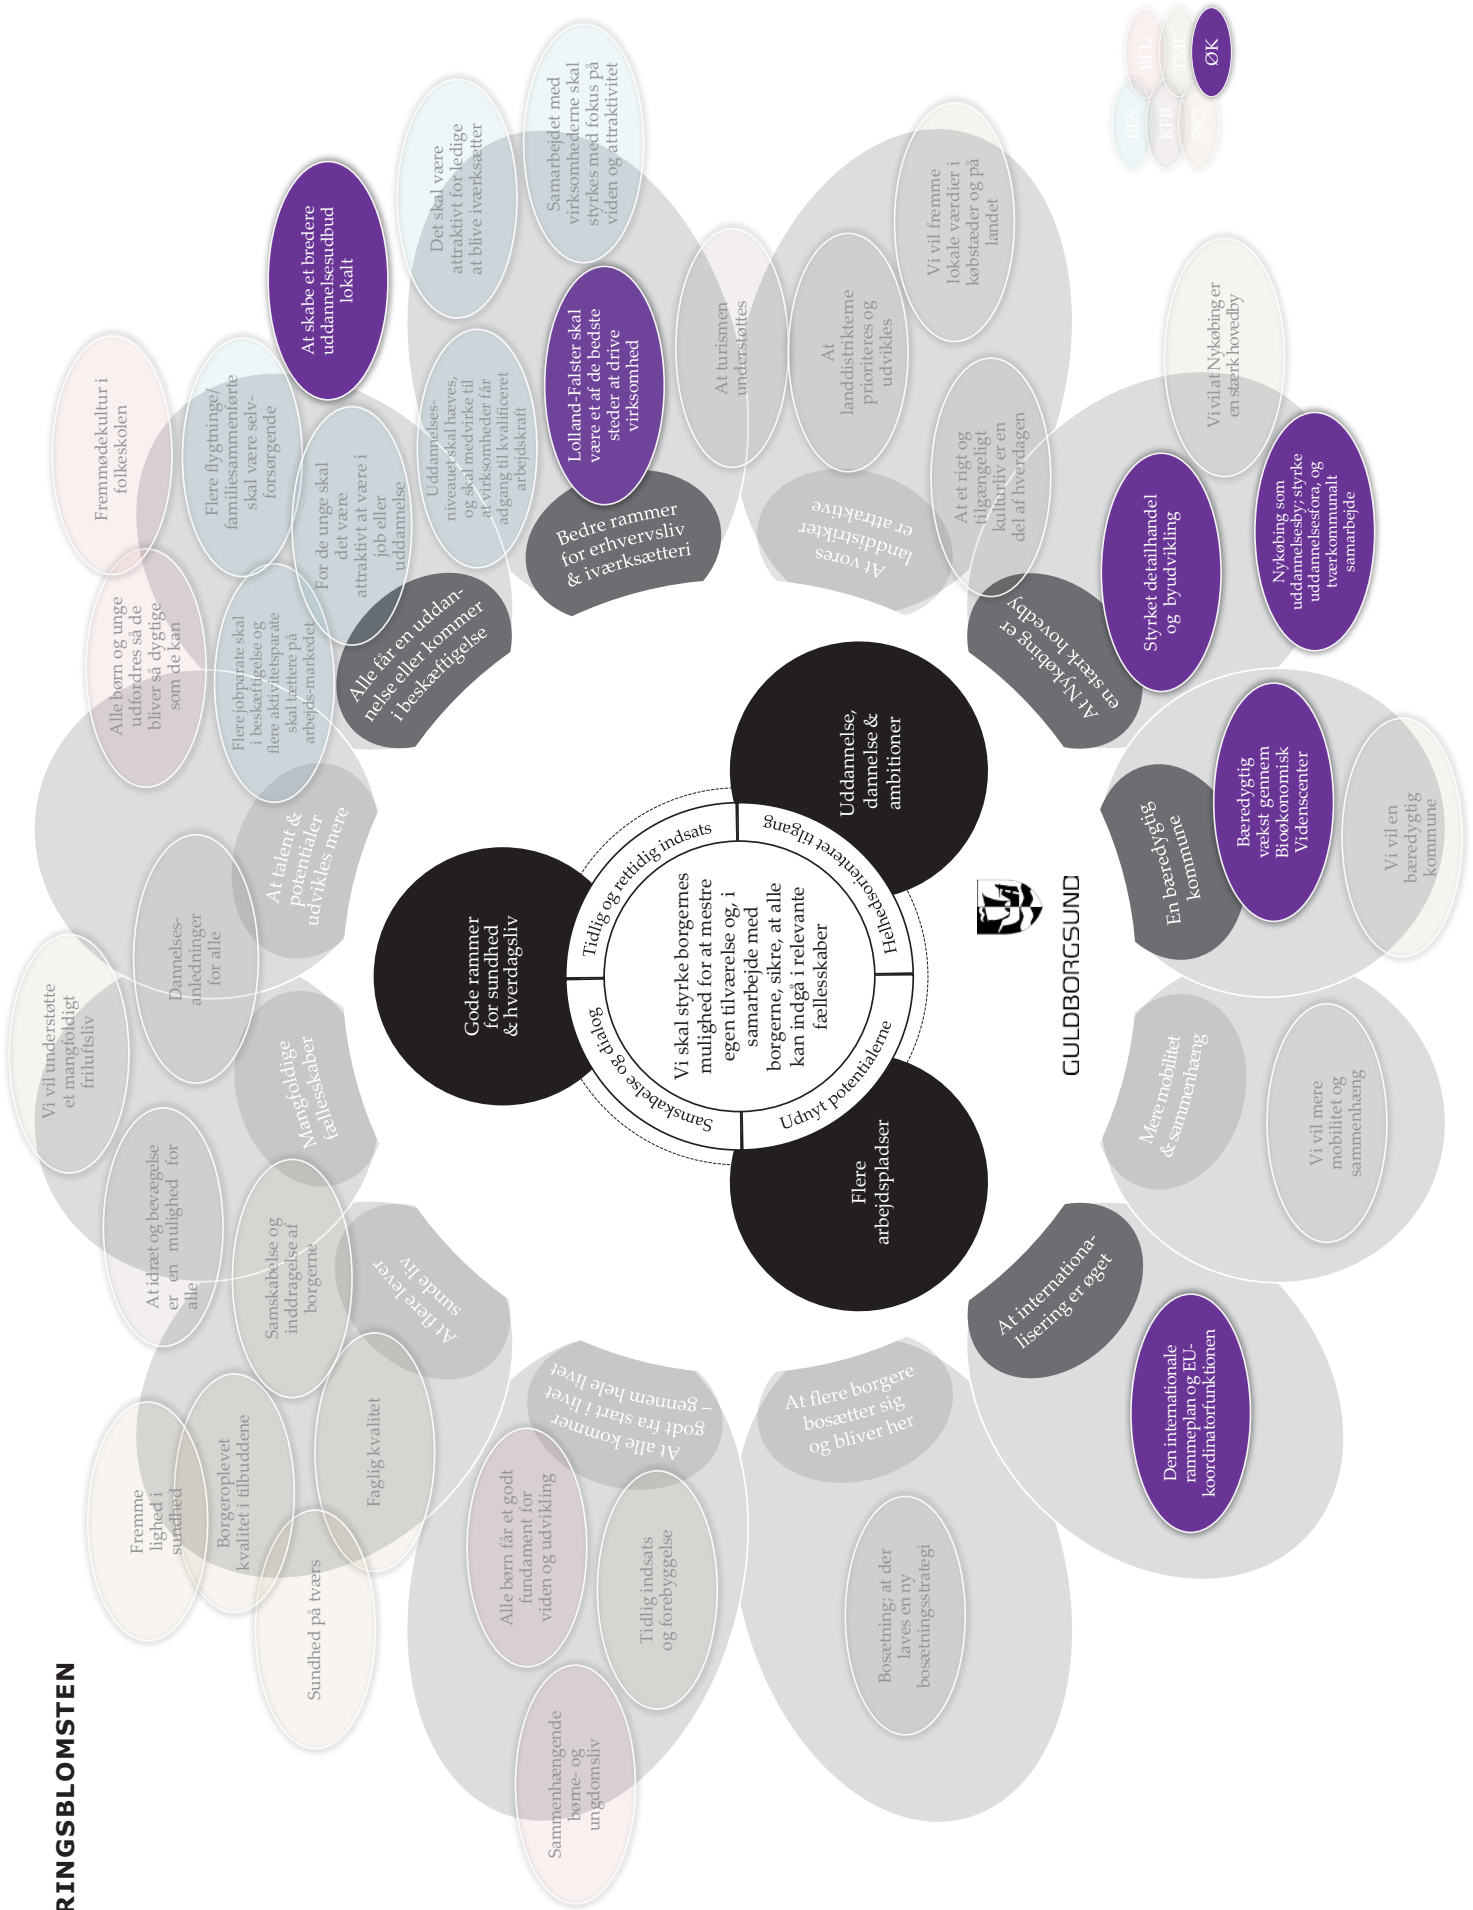 RINGSBLOMSTEN
Fremmødekultur i
folkeskolen
Alle børn og unge
udfordres så de
bliver så dygtige
som de kan
Flere flygtninge/
familiesammenførte
skal være selv-
forsørgende
Flere jobparate skal
i beskæftigelse og
flere aktivitetsparate
skal tættere på
arbejds-markedet
For de unge skal
det være
attraktivt at være i
job eller
uddannelse
At skabe et bredere
uddannelsesudbud
lokalt
Alle får en uddan-
nelse eller kommer
i beskæftigelse
Det skal være
attraktivt for ledige
at blive iværksætter
Samarbejdet med
virksomhederne skal
styrkes med fokus på
viden og attraktivitet
Uddannelses-
niveauet skal hæves,
og skal medvirke til
at virksomheder får
adgang til kvalificeret
arbejdskraft
Lolland-Falster skal
være et af de bedste
steder at drive
virksomhed
Bedre rammer
for erhvervsliv
& iværksætteri
At turismen
understøttes
At
landdistrikterne
prioriteres og
udvikles
Vi vil fremme
lokale værdier i
købstæder og på
landet
At et rigt og
tilgængeligt
kulturliv er en
del af hverdagen
At vores
landdistrikter
er attraktive
Vi vil at Nykøbing er
en stærk hovedby
Styrket detailhandel
og byudvikling
Nykøbing som
uddannelsesby; styrke
uddannelsesfora, og
tværkommunalt
samarbejde
At Nykøbing er
en stærk hovedby
Bæredygtig
vækst gennem
Bioøkonomisk
Videnscenter
Vi vil en
bæredygtig
kommune
En bæredygtig
kommune
Mere mobilitet
& sammenhæng
Vi vil mere
mobilitet og
sammenhæng
At internationa-
lisering er øget
Den internationale
rammeplan og EU-
koordinatorfunktionen
At flere borgere
bosætter sig
og bliver her
Bosætning; at der
laves en ny
bosætningsstrategi
At alle kommer
godt fra start i livet
– gennem hele livet
Alle børn får et godt
fundament for
viden og udvikling
Tidlig indsats
og forebyggelse
Sammenhængende
børne- og
ungdomsliv
At flere lever
sunde liv
Samskabelse og
inddragelse af
borgerne
Faglig kvalitet
Borgeroplevet
kvalitet i tilbuddene
Fremme
lighed i
sundhed
Sundhed på tværs
Mangfoldige
fællesskaber
At idræt og bevægelse
er en mulighed for
alle
Vi vil understøtte
et mangfoldigt
friluftsliv
Dannelses-
anledninger
for alle
At talent &
potentialer
udvikles mere
Gode rammer
for sundhed
& hverdagsliv
Uddannelse,
dannelse &
ambitioner
Flere
arbejdspladser
Tidlig og rettidig indsats
Helhedsorienteret tilgang
Udnyt potentialerne
Samskabelse og dialog
Vi skal styrke borgernes
mulighed for at mestre
egen tilværelse og, i
samarbejde med
borgerne, sikre, at alle
kan indgå i relevante
fællesskaber
GULDBORGSUND
BES
BFU
KFB
TME
SSO
ØK